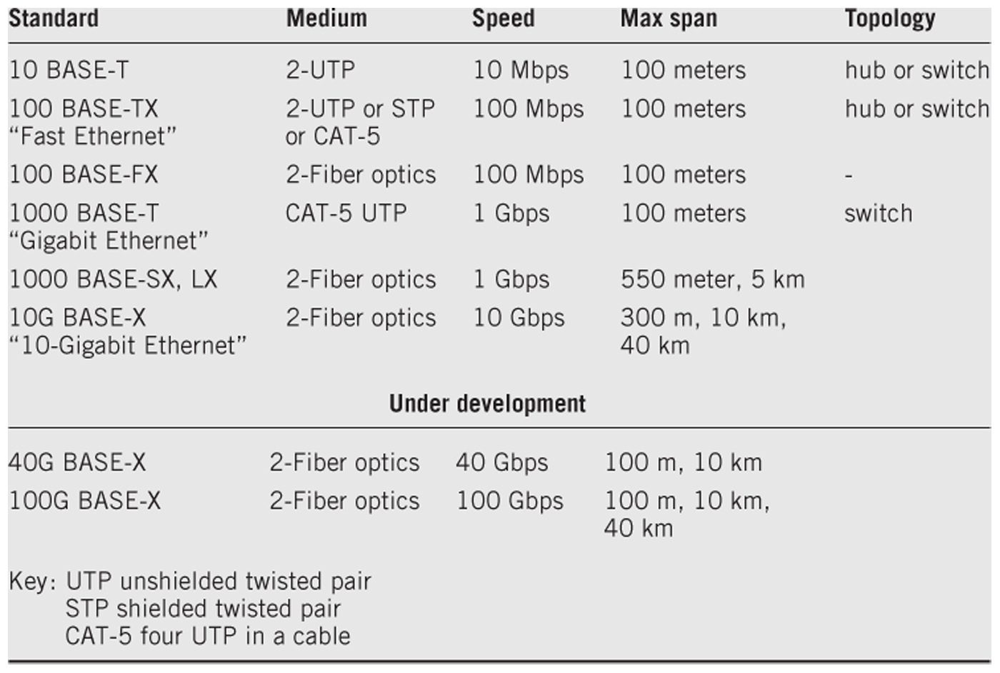 Standard Medium Speed Max span Topology
10 BASE-T 2-UTP 10 Mbps 100 meters hub or switch
100 BASE-TX 2-UTP or STP 100 Mbps 100 meters hub or switch
“Fast Ethernet” or CAT-5
100 BASE-FX 2-Fiber optics 100 Mbps 100 meters -
1000 BASE-T CAT-5 UTP 1 Gbps 100 meters switch
“Gigabit Ethernet”
1000 BASE-SX, LX 2-Fiber optics 1 Gbps 550 meter, 5 km
10G BASE-X 2-Fiber optics 10 Gbps 300 m, 10 km,
“10-Gigabit Ethernet” 40 km
Under development
40G BASE-X 2-Fiber optics 40 Gbps 100 m, 10 km
100G BASE-X 2-Fiber optics 100 Gbps 100 m, 10 km,
40 km
Key: UTP unshielded twisted pair
STP shielded twisted pair
CAT-5 four UTP in a cable